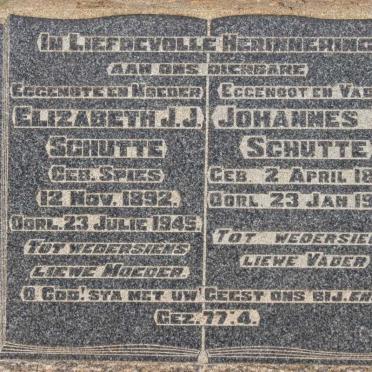 IN LIEFDEVOLLE HERINNERING
AAN ONS DIERBARE
EGGENOTE EN MOEDER
ELIZABETH J.J.
SCHUTTE
GEB. SPIES
12 NOV. 1892.
OORL. 23 JULIE 1945
TOT WEDERSIENS
LIEWE MOEDER.
EGGENOOT EN VA
JOHANNES
SCHUTTE
GEB 2 APRIL 18
OORL 23 JAN 19
TOT WEDERSIE
LIEWE VADER
O GOD! STA MET UW GEEST ONS BIJ. EN
GEZ. 77:4.